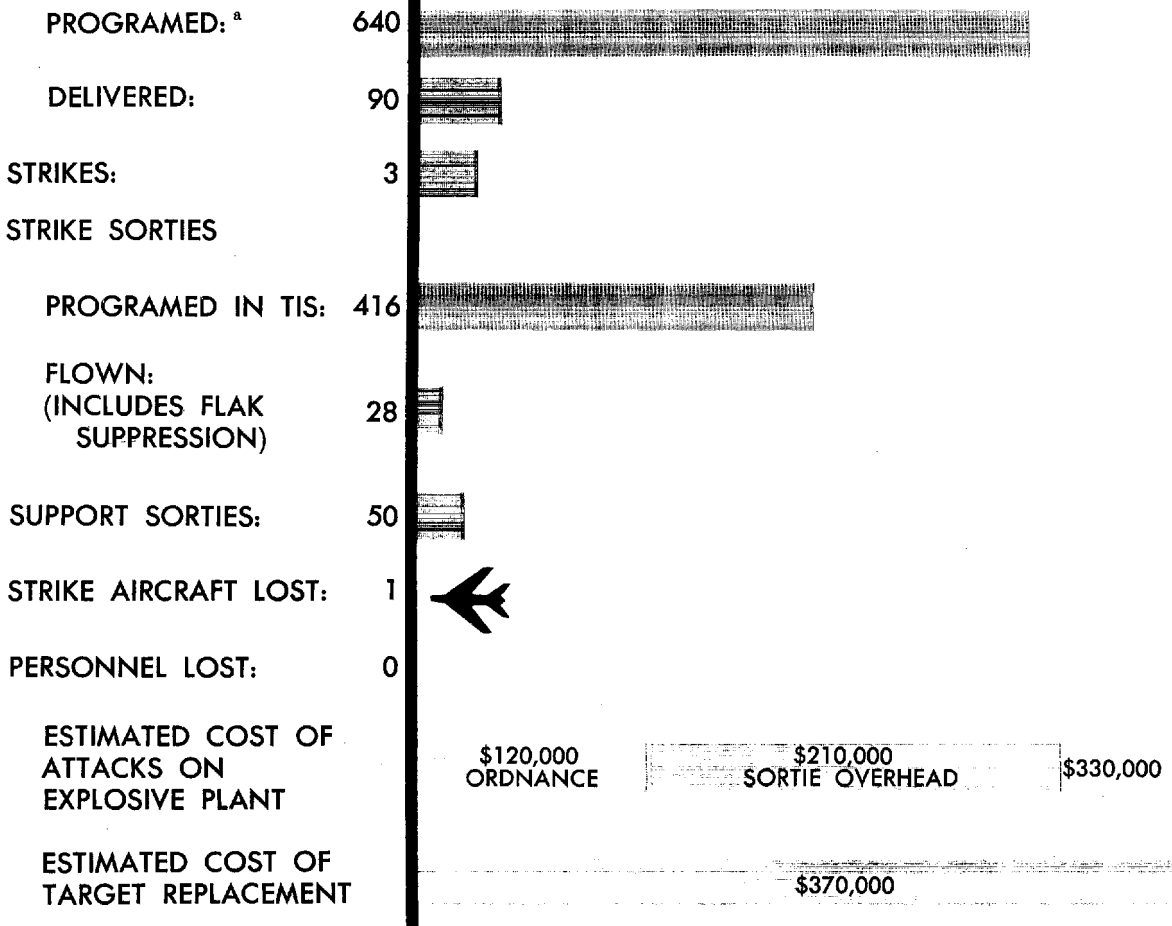 PROGRAMED: a 640
DELIVERED: 90
STRIKES: 3
STRIKE SORTIES
PROGRAMED IN TIS: 416
FLOWN:
(INCLUDES FLAK 28
SUPPRESSION)
SUPPORT SORTIES: 50
STRIKE AIRCRAFT LOST: 1
PERSONNEL LOST: 0
ESTIMATED COST OF
ATTACKS ON
EXPLOSIVE PLANT
$120,000
ORDNANCE
$210,000
SORTIE OVERHEAD
$330,000
ESTIMATED COST OF
TARGET REPLACEMENT
$370,000